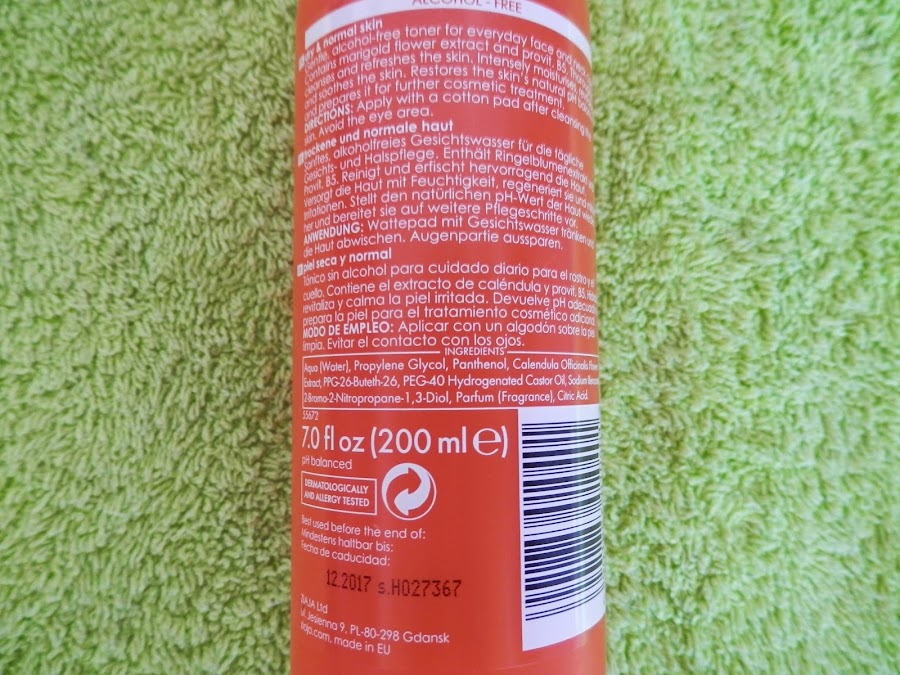 ALCOHOL - FREE
dry & normal skin
Gentle, alcohol-free toner for everyday face and neck
Contains marigold flower extract and provit. B5. Thoroughly
cleanses and refreshes the skin. Intensely moisturises,
and soothes the skin. Restores the skin's natural pH
and prepares it for further cosmetic treatment.
DIRECTIONS: Apply with a cotton pad after cleansing
skin. Avoid the eye area.
trockene und normale haut
Sanftes, alkoholfreies Gesichtswasser für die tägliche
Gesichts- und Halspflege. Enthält Ringelblumenextrakt
Provit. B5. Reinigt und erfischt hervorragend die Haut
versorgt die Haut mit Feuchtigkeit, regeneriert sie und
Irritationen. Stellt den natürlichen pH-Wert der Haut
her und bereitet sie auf weitere Pflegeschritte vor.
ANWENDUNG: Wattepad mit Gesichtswasser tränken und
die Haut abwischen. Augenpartie aussparen.
piel seca y normal
Tónico sin alcohol para cuidado diario para el rostro y el
cuello. Contiene el extracto de caléndula y provit. B5.
revitaliza y calma la piel irritada. Devuelve pH
prepara la piel para el tratamiento cosmético adicional.
MODO DE EMPLEO: Aplicar con un algodón sobre la piel
limpia. Evitar el contacto con los ojos.
INGREDIENTS
Aqua (Water), Propylene Glycol, Panthenol, Calendula Officinalis Flower
Extract, PPG-26-Buteth-26, PEG-40 Hydrogenated Castor Oil, Sodium
2-Bromo-2-Nitropropane-1,3-Diol, Parfum (Fragrance), Citric Acid.
55672
7.0 fl oz (200 ml e)
pH balanced
DERMATOLOGICALLY
AND ALLERGY TESTED
Best used before the end of:
Mindestens haltbar bis:
Fecha de caducidad:
12.2017 s.H027367
ZIAJA Ltd
ul. Jesienna 9, PL-80-298 Gdansk
ziaja.com, made in EU